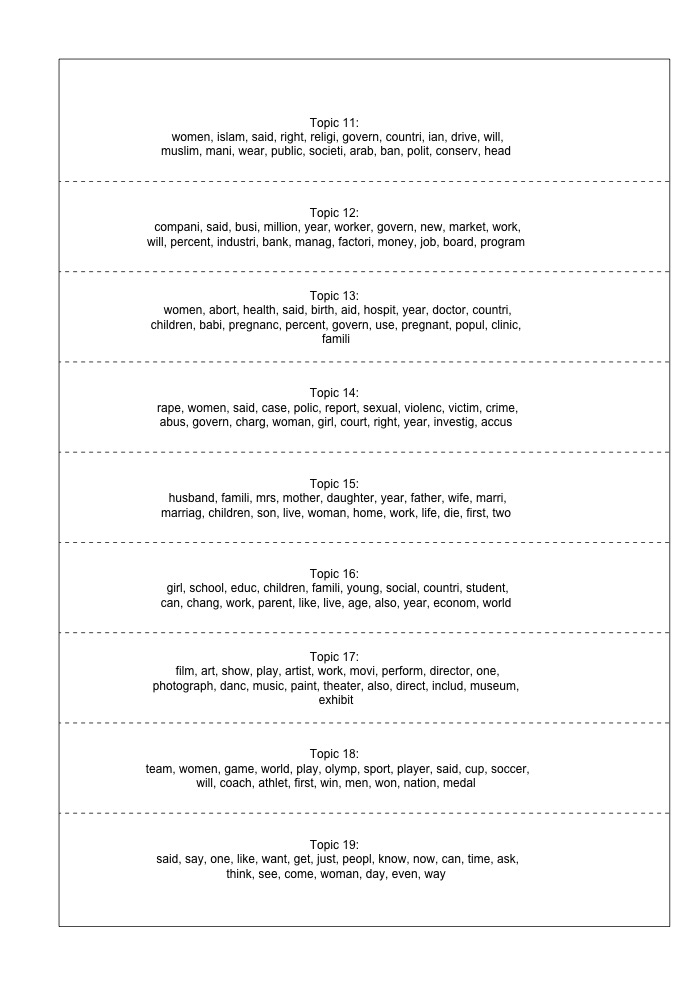 Topic 11:
women, islam, said, right, religi, govern, countri, ian, drive, will,
muslim, mani, wear, public, societi, arab, ban, polit, conserv, head
Topic 12:
compani, said, busi, million, year, worker, govern, new, market, work,
will, percent, industri, bank, manag, factori, money, job, board, program
Topic 13:
women, abort, health, said, birth, aid, hospit, year, doctor, countri,
children, babi, pregnanc, percent, govern, use, pregnant, popul, clinic,
famili
Topic 14:
rape, women, said, case, polic, report, sexual, violenc, victim, crime,
abus, govern, charg, woman, girl, court, right, year, investig, accus
Topic 15:
husband, famili, mrs, mother, daughter, year, father, wife, marri,
marriag, children, son, live, woman, home, work, life, die, first, two
Topic 16:
girl, school, educ, children, famili, young, social, countri, student,
can, chang, work, parent, like, live, age, also, year, econom, world
Topic 17:
film, art, show, play, artist, work, movi, perform, director, one,
photograph, danc, music, paint, theater, also, direct, includ, museum,
exhibit
Topic 18:
team, women, game, world, play, olymp, sport, player, said, cup, soccer,
will, coach, athlet, first, win, men, won, nation, medal
Topic 19:
said, say, one, like, want, get, just, peopl, know, now, can, time, ask,
think, see, come, woman, day, even, way